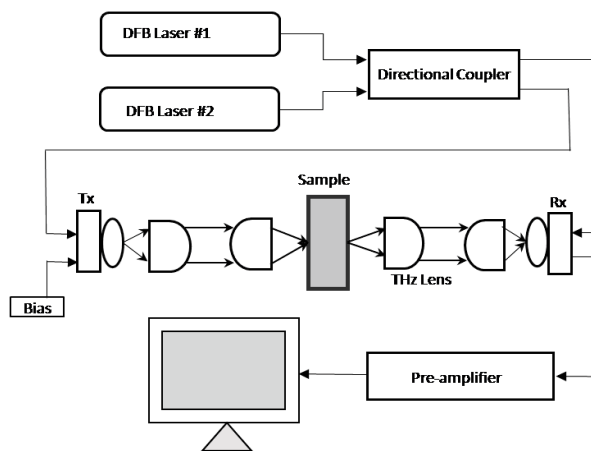 DFB Laser #1
Directional Coupler
DFB Laser #2
Sample
Tx
Rx
THz Lens
Bias
Pre-amplifier